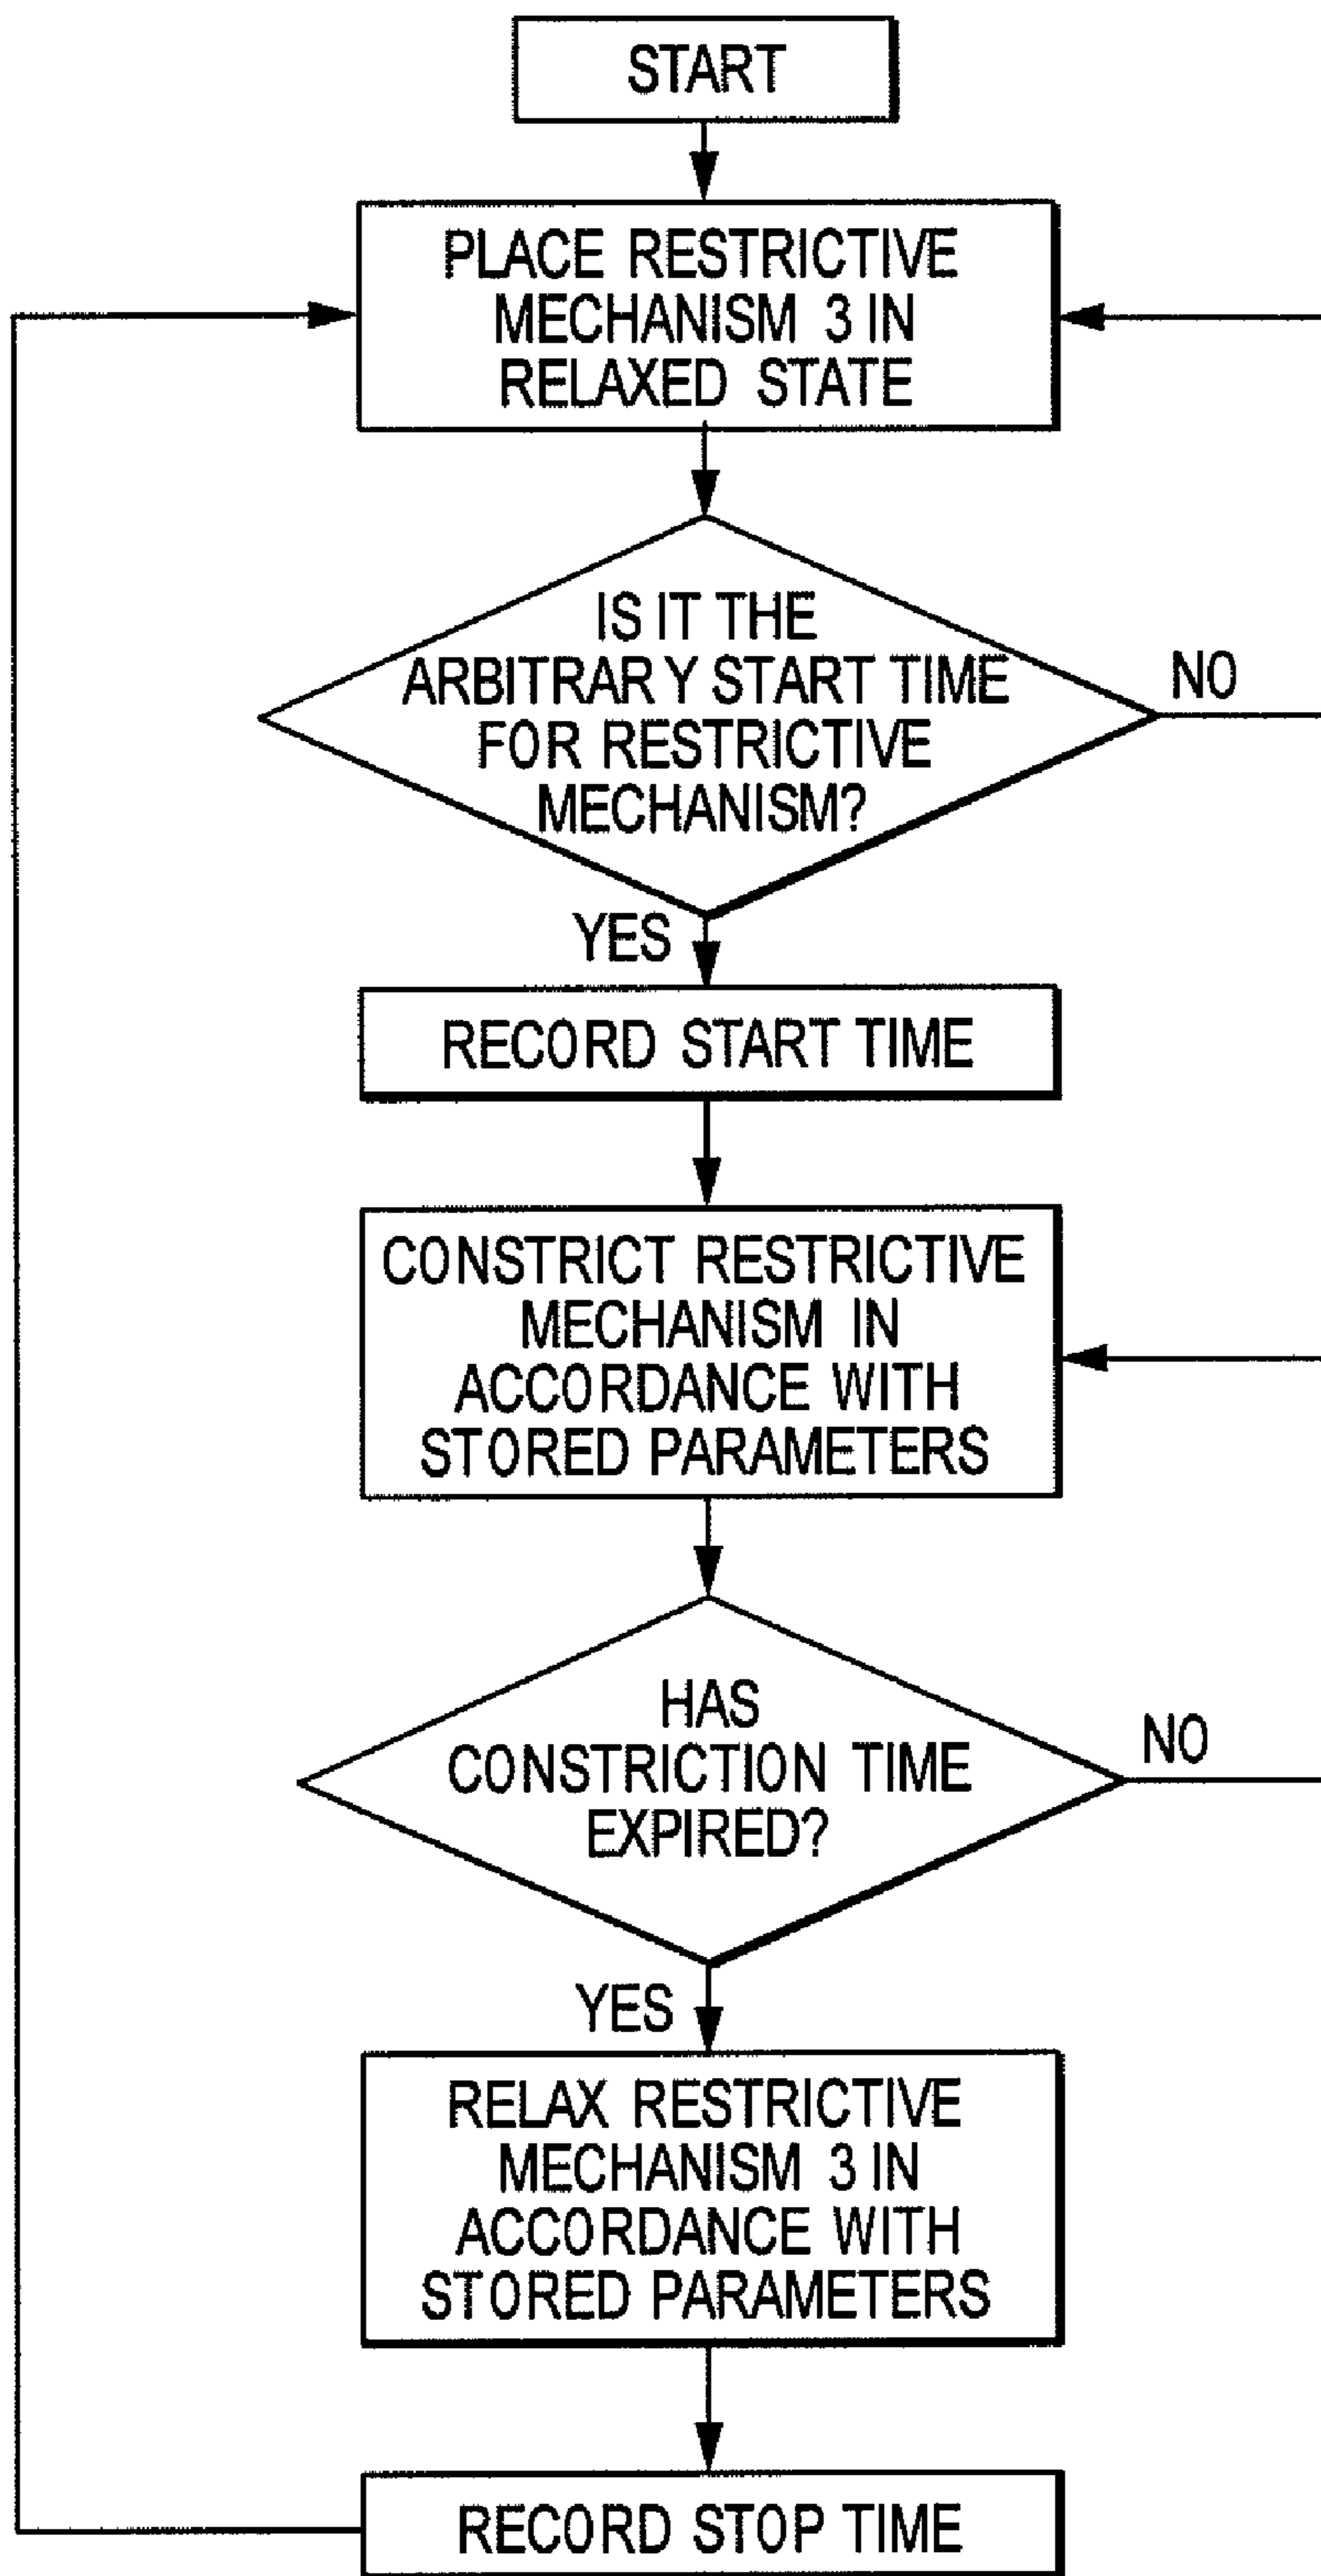 START
PLACE RESTRICTIVE
MECHANISM 3 IN
RELAXED STATE
IS IT THE
ARBITRARY START TIME
FOR RESTRICTIVE
MECHANISM?
NO
YES
RECORD START TIME
CONSTRICT RESTRICTIVE
MECHANISM IN
ACCORDANCE WITH
STORED PARAMETERS
HAS
CONSTRICTION TIME
EXPIRED?
NO
YES
RELAX RESTRICTIVE
MECHANISM 3 IN
ACCORDANCE WITH
STORED PARAMETERS
RECORD STOP TIME